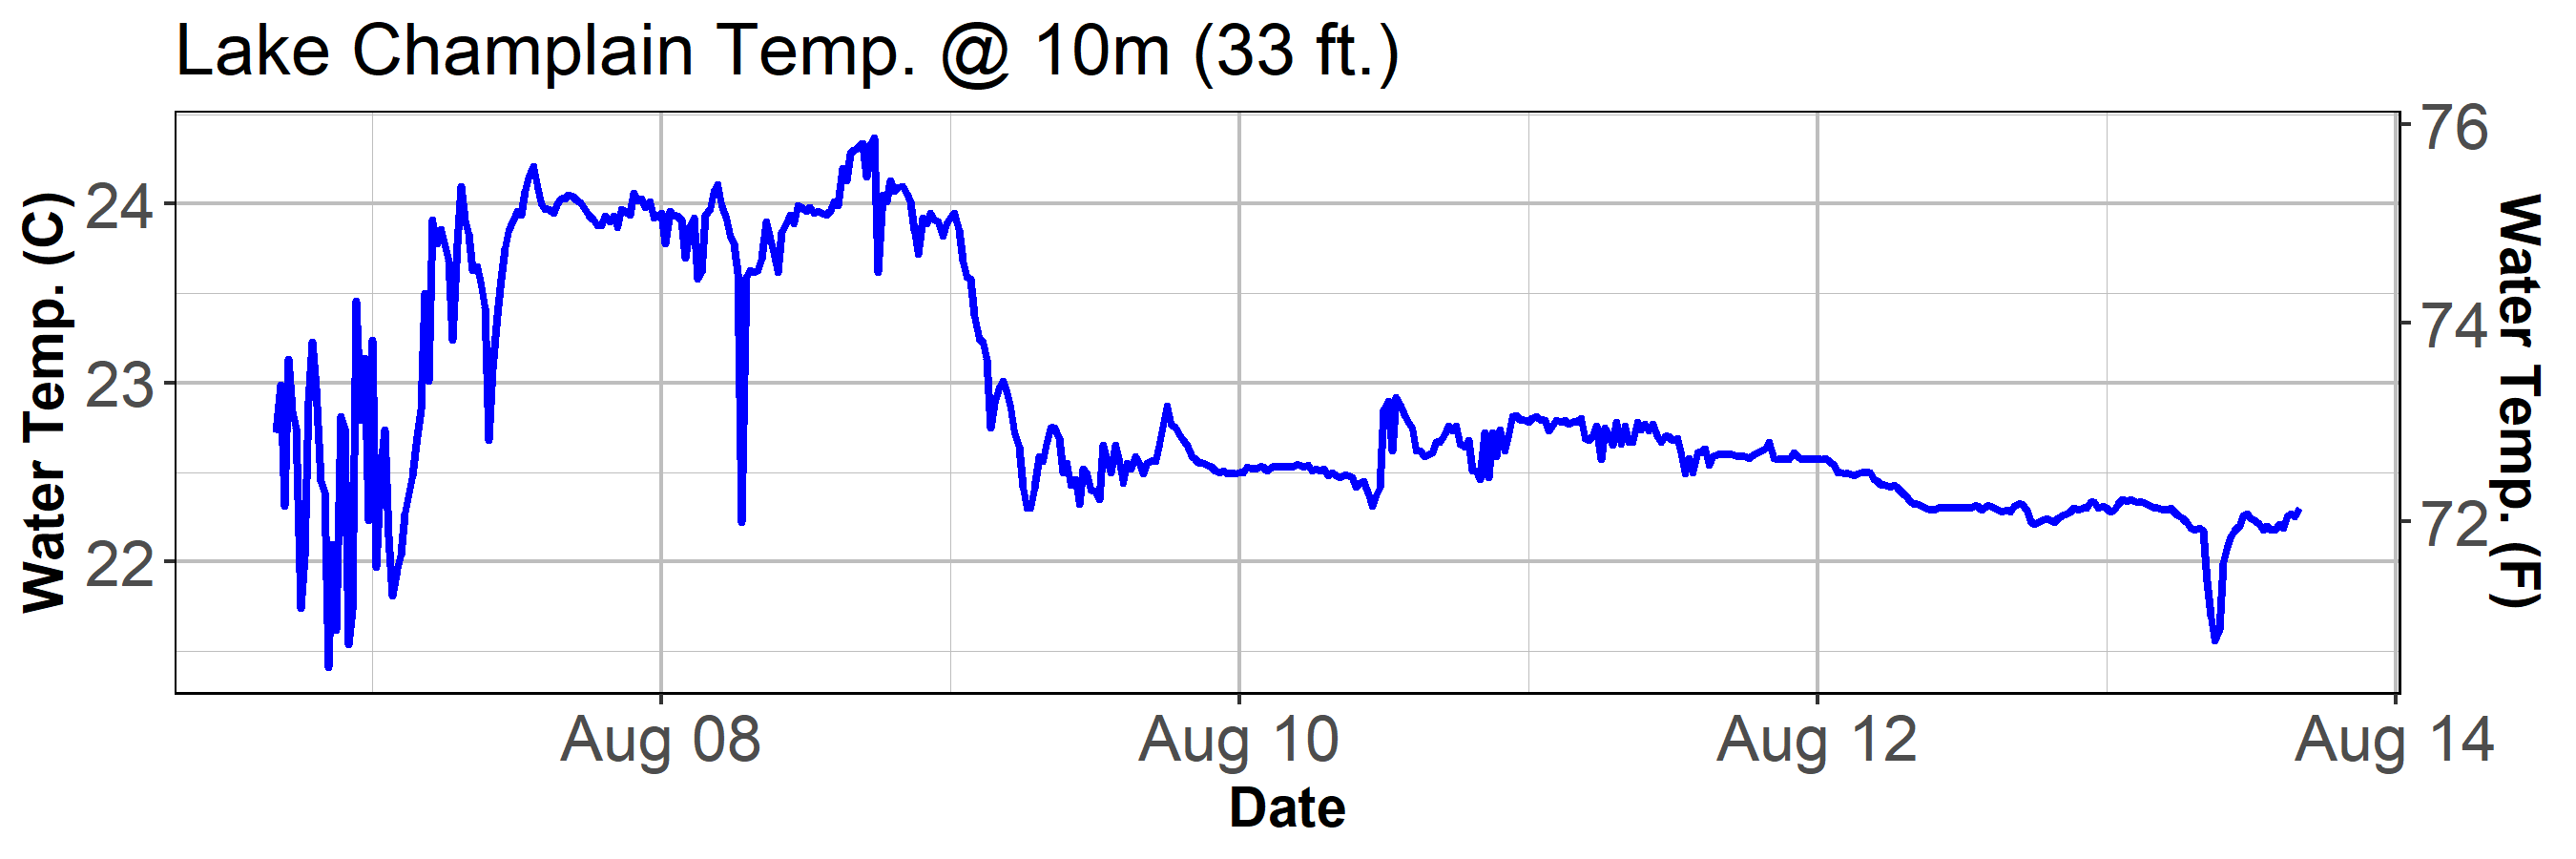 Lake Champlain Temp. @ 10m (33 ft.)
Water Temp. (C)
24
23
22
76
74
72
Water Temp. (F)
Aug 08
Aug 10
Aug 12
Aug 14
Date